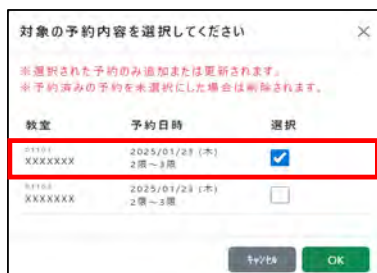 対象の予約内容を選択してください ×
※選択された予約のみ追加または更新されます。
※予約済みの予約を未選択にした場合は削除されます。
教室 予約日時 選択
01101 2025/01/23 (木)
XXXXXXX 2限～3限
2025/01/23 (木)
XXXXXXX 2限～3限
ｷｬﾝｾﾙ OK